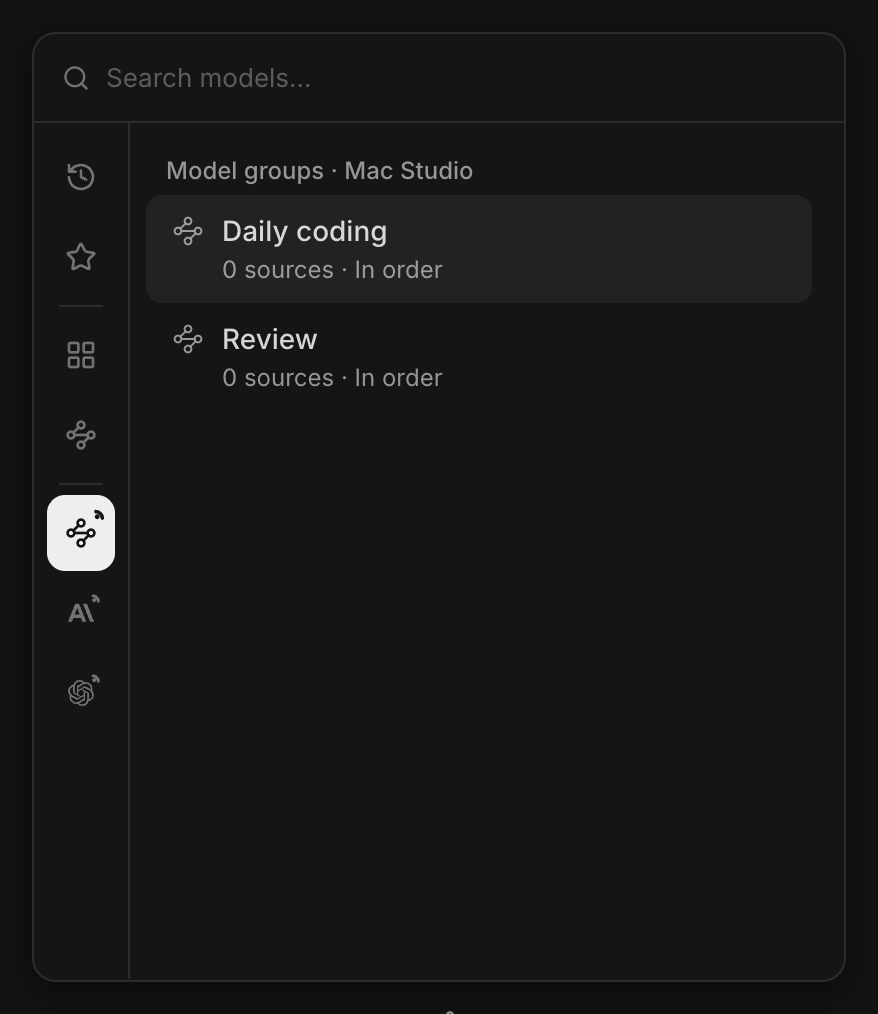 Search models...
Model groups · Mac Studio
Daily coding
0 sources · In order
Review
0 sources · In order